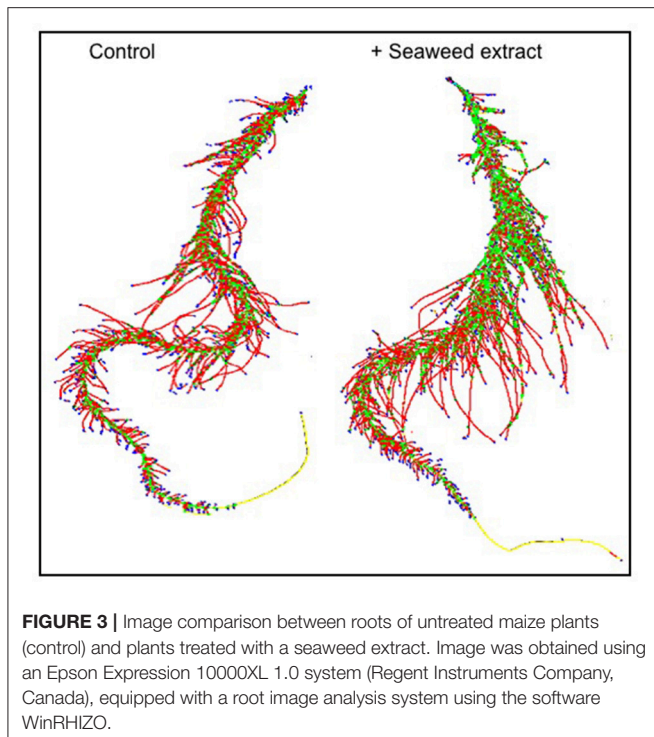 Control
+ Seaweed extract
FIGURE 3 | Image comparison between roots of untreated maize plants
(control) and plants treated with a seaweed extract. Image was obtained using
an Epson Expression 10000XL 1.0 system (Regent Instruments Company,
Canada), equipped with a root image analysis system using the software
WinRHIZO.